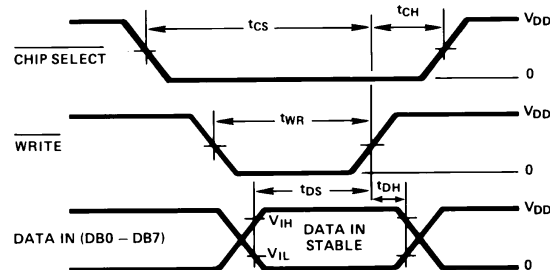 tCS
tCH
VDD
CHIP SELECT
0
tWR
VDD
WRITE
0
tDS
tDH
VDD
VIH
DATA IN
STABLE
DATA IN (DB0 – DB7)
VIL
0